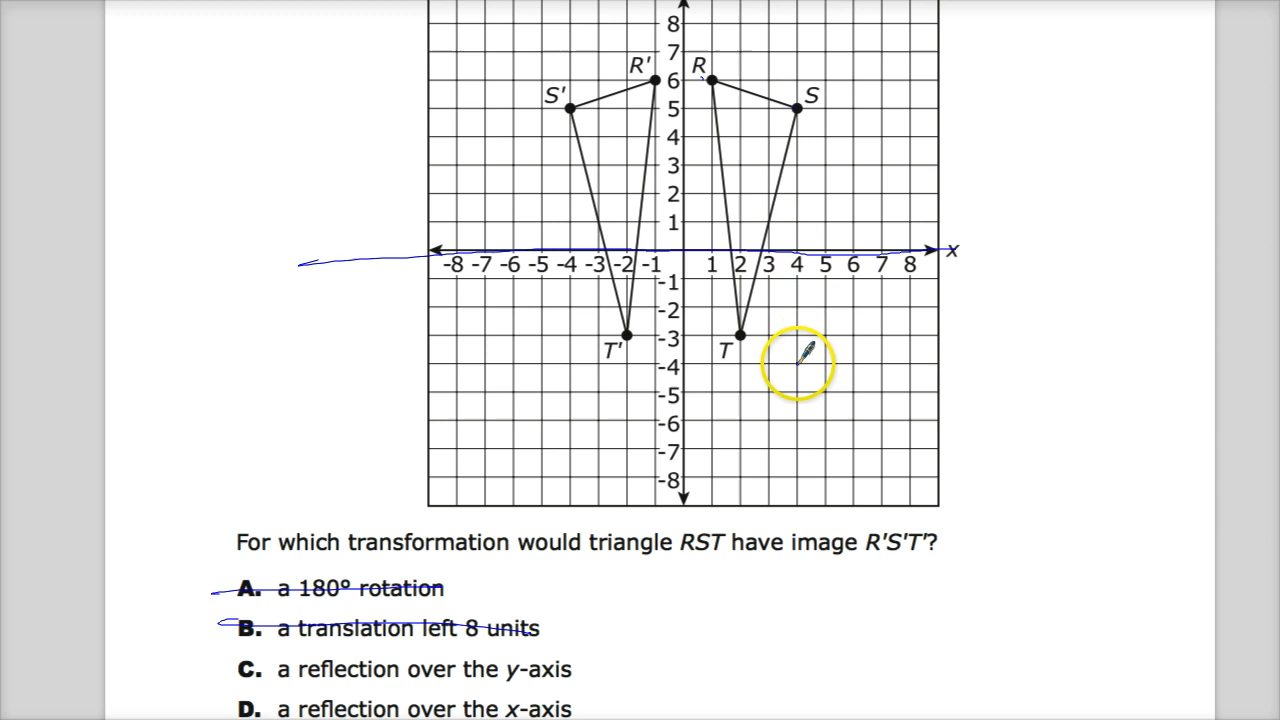 8
7
R' 6 R
S' 5 S
4
3
2
1
x
-8 -7 -6 -5 -4 -3 -2 -1 1 2 3 4 5 6 7 8
-1
-2
-3
T' T
-4
-5
-6
-7
-8
For which transformation would triangle RST have image R'S'T'?
A. a 180° rotation
B. a translation left 8 units
C. a reflection over the y-axis
D. a reflection over the x-axis